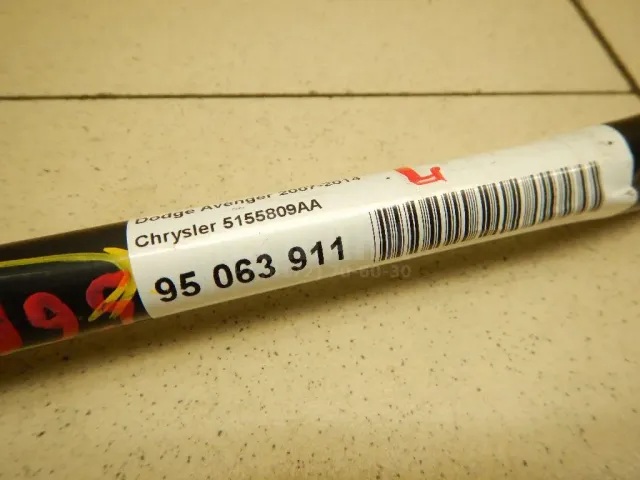 Dodge Avenger 2007-2014
Chrysler 5155809AA
95 063 911